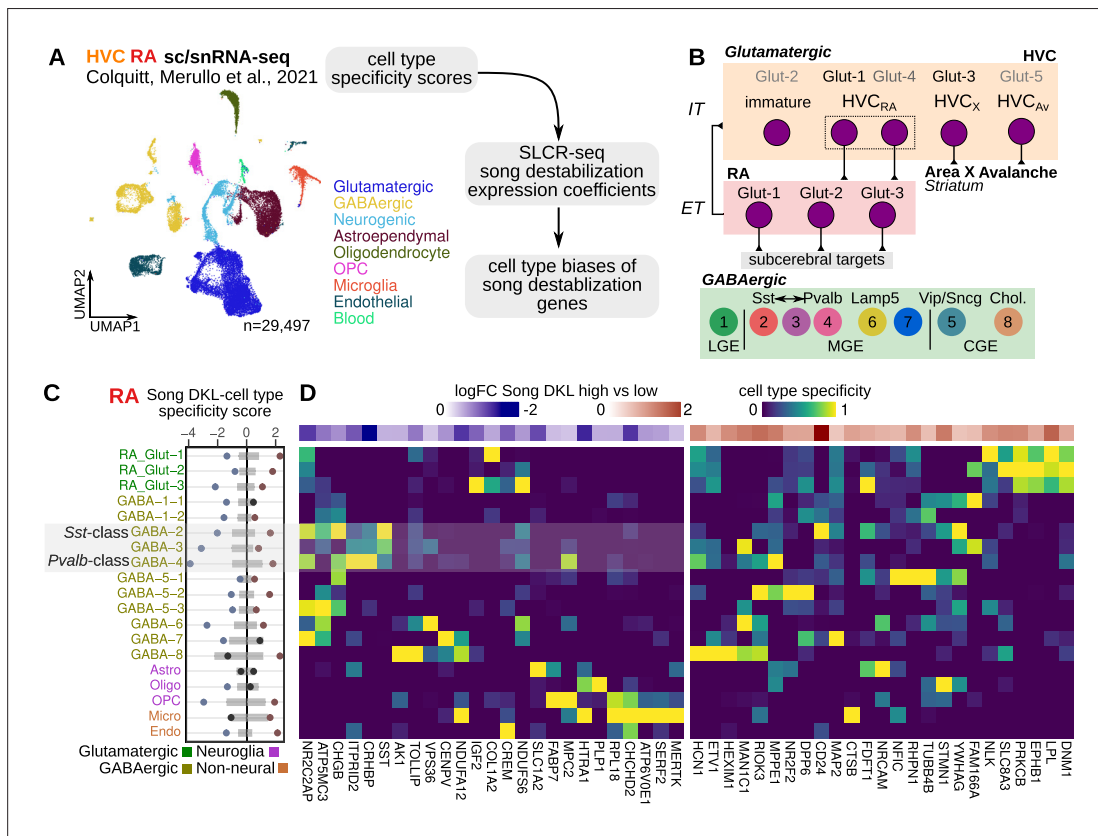 A
HVC RA sc/snRNA-seq
Colquitt, Merullo et al., 2021
cell type
specificity scores
SLCR-seq
song destabilization
expression coefficients
cell type biases of
song destablization
genes
Glutamatergic
GABAergic
Neurogenic
Astroependymal
Oligodendrocyte
OPC
Microglia
Endothelial
Blood
UMAP2
UMAP1
n=29,497
B
Glutamatergic
HVC
Glut-2
Glut-1
Glut-4
Glut-3
Glut-5
immature
HVCRA
HVCX
HVCAv
IT
ET
RA
Area X
Avalanche
Striatum
Glut-1
Glut-2
Glut-3
subcerebral targets
GABAergic
Sst
Pvalb
Lamp5
Vip/Sncg
Chol.
1
2
3
4
6
7
5
8
LGE
MGE
CGE
C
RA
Song DKL-cell type
specificity score
−4
−2
0
2
RA_Glut−1
RA_Glut−2
RA_Glut−3
GABA−1−1
GABA−1−2
Sst-class
GABA−2
GABA−3
Pvalb-class
GABA−4
GABA−5−1
GABA−5−2
GABA−5−3
GABA−6
GABA−7
GABA−8
Astro
Oligo
OPC
Micro
Endo
Glutamatergic
Neuroglia
GABAergic
Non-neural
D
logFC Song DKL high vs low
0
-2
0
2
cell type specificity
0
1
NR2C2AP
ATP5MC3
CHGB
ITPRID2
CRHBP
SST
AK1
TOLLIP
VPS36
CENPV
NDUFA12
IGF2
COL1A2
CREM
NDUFS6
SLC1A2
FABP7
MPC2
HTRA1
PLP1
RPL18
CHCHD2
ATP6V0E1
SERF2
MERTK
HCN1
ETV1
HEXIM1
MAN1C1
RIOK3
MPPE1
NR2F2
DPP6
CD24
MAP2
CTSB
FDFT1
NRCAM
NFIC
RHPN1
TUBB4B
STMN1
YWHAG
FAM166A
NLK
SLC8A3
PRKCB
EPHB1
LPL
DNM1